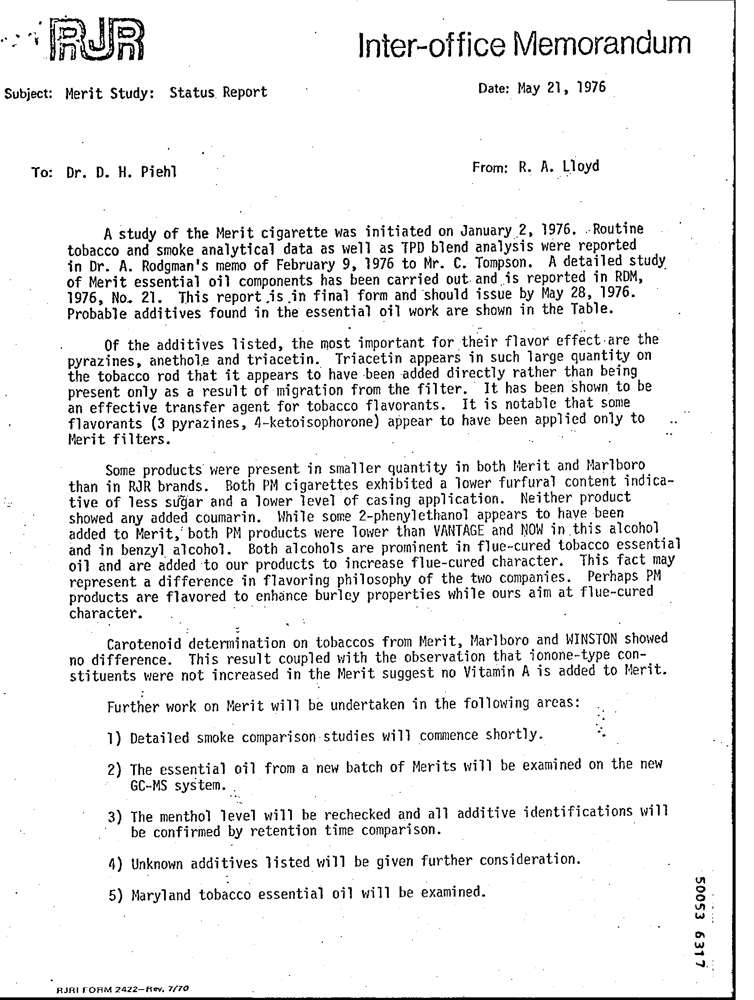 RJR
Inter-office Memorandum
Subject: Merit Study: Status Report
Date: May 21, 1976
To: Dr. D. H. Piehl
From: R. A. Lloyd
A study of the Merit cigarette was initiated on January 2, 1976. Routine
tobacco and smoke analytical data as well as TPD blend analysis were reported
in Dr. A. Rodgman's memo of February 9, 1976 to Mr. C. Tompson. A detailed study
of Merit essential oil components has been carried out and is reported in RDM,
1976, No. 21. This report is in final form and should issue by May 28, 1976.
Probable additives found in the essential oil work are shown in the Table.
Of the additives listed, the most important for their flavor effect are the
pyrazines, anethole and triacetin. Triacetin appears in such large quantity on
the tobacco rod that it appears to have been added directly rather than being
present only as a result of migration from the filter. It has been shown to be
an effective transfer agent for tobacco flavorants. It is notable that some
flavorants (3 pyrazines, 4-ketoisophorone) appear to have been applied only to
Merit filters.
Some products were present in smaller quantity in both Merit and Marlboro
than in RJR brands. Both PM cigarettes exhibited a lower furfural content indica-
tive of less sugar and a lower level of casing application. Neither product
showed any added coumarin. While some 2-phenylethanol appears to have been
added to Merit, both PM products were lower than VANTAGE and NOW in this alcohol
and in benzyl alcohol. Both alcohols are prominent in flue-cured tobacco essential
oil and are added to our products to increase flue-cured character. This fact may
represent a difference in flavoring philosophy of the two companies. Perhaps PM
products are flavored to enhance burley properties while ours aim at flue-cured
character.
Carotenoid determination on tobaccos from Merit, Marlboro and WINSTON showed
no difference. This result coupled with the observation that ionone-type con-
stituents were not increased in the Merit suggest no Vitamin A is added to Merit.
Further work on Merit will be undertaken in the following areas:
1) Detailed smoke comparison studies will commence shortly.
2) The essential oil from a new batch of Merits will be examined on the new
GC-MS system.
3) The menthol level will be rechecked and all additive identifications will
be confirmed by retention time comparison.
4) Unknown additives listed will be given further consideration.
5) Maryland tobacco essential oil will be examined.
50053 6317
RJRI FORM 2422—Rev. 7/70